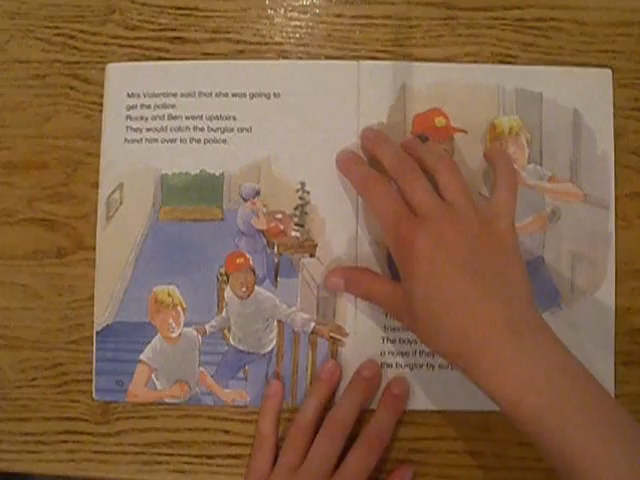 Mrs Valentine said that she was going to
get the police.
Rocky and Ben went upstairs.
They would catch the burglar and
hand him over to the police.
The boys
a noise if they
the burglar by
10